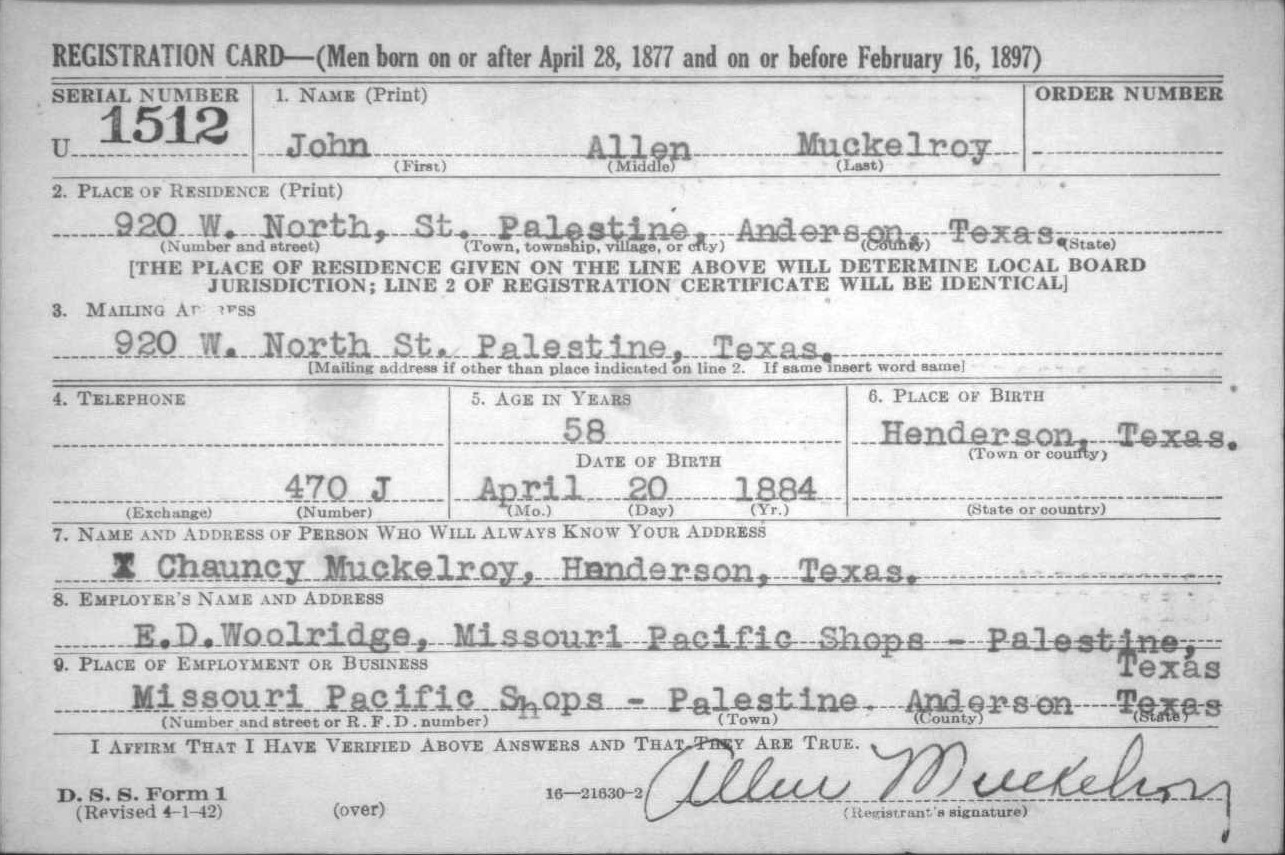 REGISTRATION CARD—(Men born on or after April 28, 1877 and on or before February 16, 1897)
SERIAL NUMBER 1. NAME (Print) ORDER NUMBER
U 1512 John Allen Muckelroy
(First) (Middle) (Last)
2. PLACE OF RESIDENCE (Print)
920 W. North, St. Palestine, Anderson, Texas.
(Number and street) (Town, township, village, or city) (County) (State)
[THE PLACE OF RESIDENCE GIVEN ON THE LINE ABOVE WILL DETERMINE LOCAL BOARD
JURISDICTION; LINE 2 OF REGISTRATION CERTIFICATE WILL BE IDENTICAL]
3. MAILING
920 W. North St. Palestine, Texas.
[Mailing address if other than place indicated on line 2. If same insert word same]
4. TELEPHONE 5. AGE IN YEARS 6. PLACE OF BIRTH
58 Henderson, Texas.
DATE OF BIRTH (Town or county)
470 J April 20 1884
(Exchange) (Number) (Mo.) (Day) (Yr.) (State or country)
7. NAME AND ADDRESS OF PERSON WHO WILL ALWAYS KNOW YOUR ADDRESS
Chauncy Muckelroy, Henderson, Texas.
8. EMPLOYER'S NAME AND ADDRESS
E.D.Woolridge, Missouri Pacific Shops - Palestine,
9. PLACE OF EMPLOYMENT OR BUSINESS Texas
Missouri Pacific Shops - Palestine. Anderson Texas
(Number and street or R. F. D. number) (Town) (County) (State)
I AFFIRM THAT I HAVE VERIFIED ABOVE ANSWERS AND THAT THEY ARE TRUE.
Allen Muckelroy
D. S. S. Form 1 16—21630-2
(Revised 4-1-42) (over) (Registrant's signature)